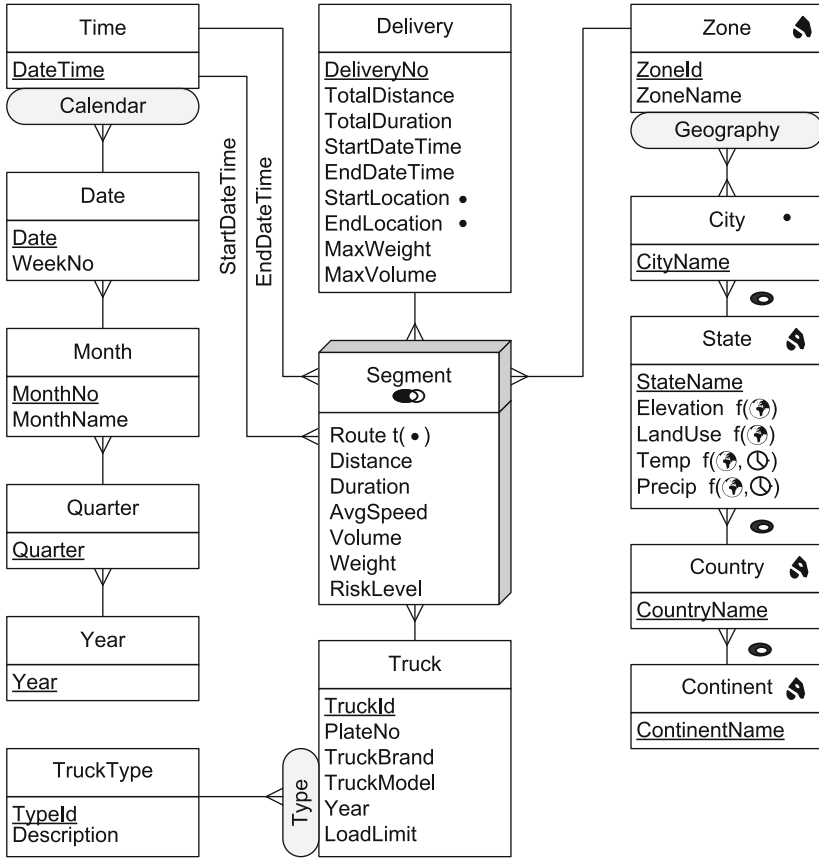 Time
DateTime
Calendar
Date
Date
WeekNo
Month
MonthNo
MonthName
Quarter
Quarter
Year
Year
TruckType
TypeId
Description
StartDateTime
EndDateTime
Delivery
DeliveryNo
TotalDistance
TotalDuration
StartDateTime
EndDateTime
StartLocation •
EndLocation •
MaxWeight
MaxVolume
Segment
Route t( • )
Distance
Duration
AvgSpeed
Volume
Weight
RiskLevel
Truck
TruckId
PlateNo
TruckBrand
TruckModel
Year
LoadLimit
Type
Zone
ZoneId
ZoneName
Geography
City •
CityName
State
StateName
Elevation f( )
LandUse f( )
Temp f( , )
Precip f( , )
Country
CountryName
Continent
ContinentName